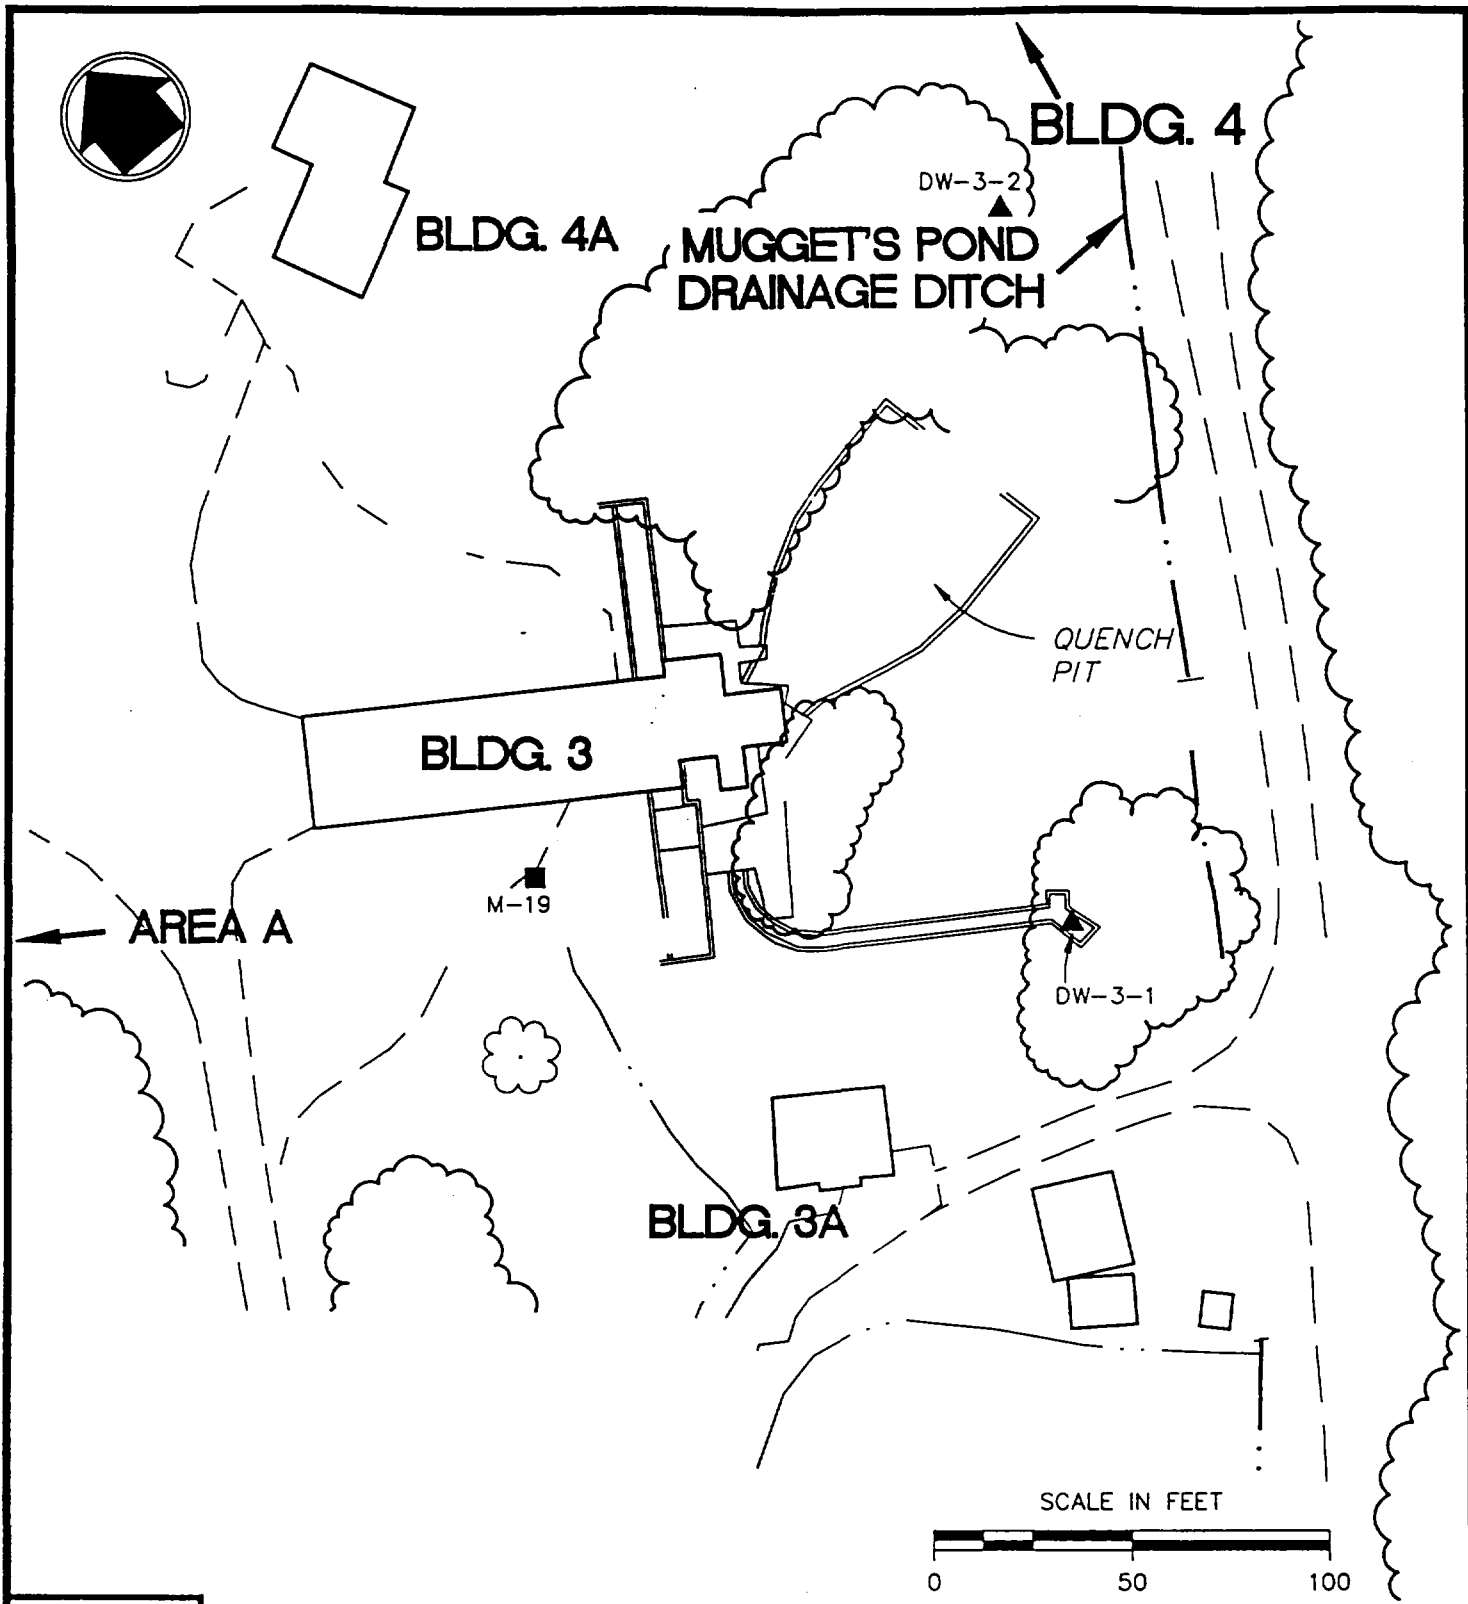 BLDG. 4
DW-3-2
BLDG. 4A
MUGGET'S POND
DRAINAGE DITCH
QUENCH
PIT
BLDG. 3
M-19
AREA A
DW-3-1
BLDG. 3A
SCALE IN FEET
0 50 100